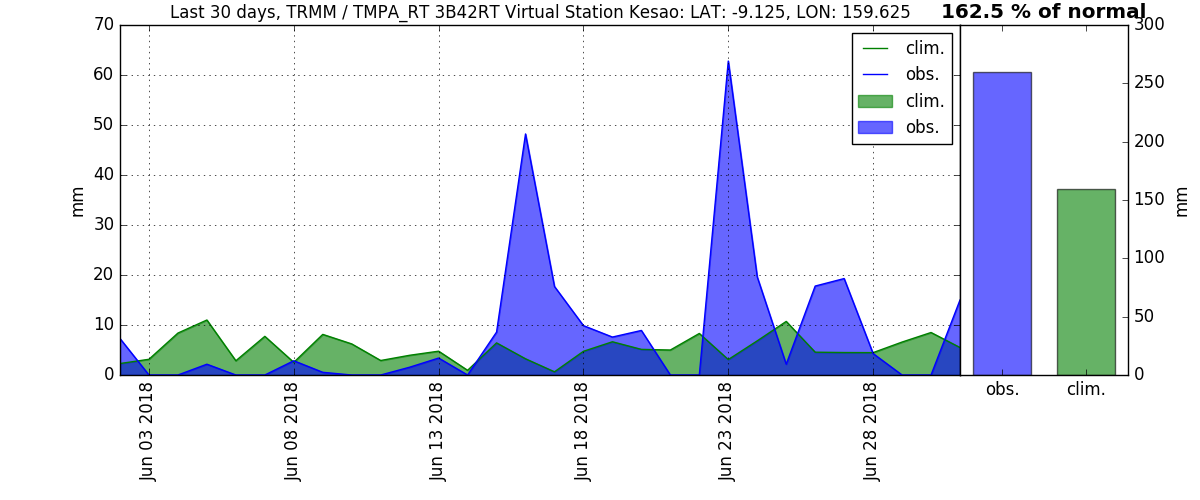 Last 30 days, TRMM / TMPA_RT 3B42RT Virtual Station Kesao: LAT: -9.125, LON: 159.625
162.5 % of normal
70
60
50
40
30
20
10
0
mm
clim.
obs.
clim.
obs.
Jun 03 2018
Jun 08 2018
Jun 13 2018
Jun 18 2018
Jun 23 2018
Jun 28 2018
300
250
200
150
100
50
0
mm
obs.
clim.